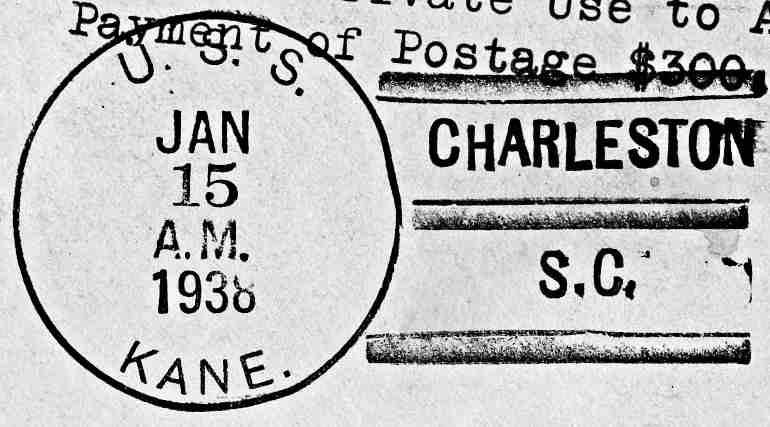 Use to
Payment of Postage $300.
U. S. S.
JAN
15
A.M.
1938
KANE.
CHARLESTON
S.C.